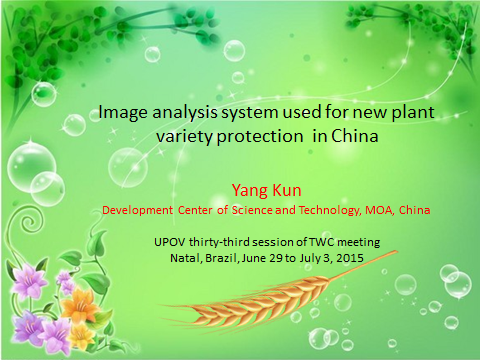 Image analysis system used for new plant
variety protection in China
Yang Kun
Development Center of Science and Technology, MOA, China
UPOV thirty-third session of TWC meeting
Natal, Brazil, June 29 to July 3, 2015